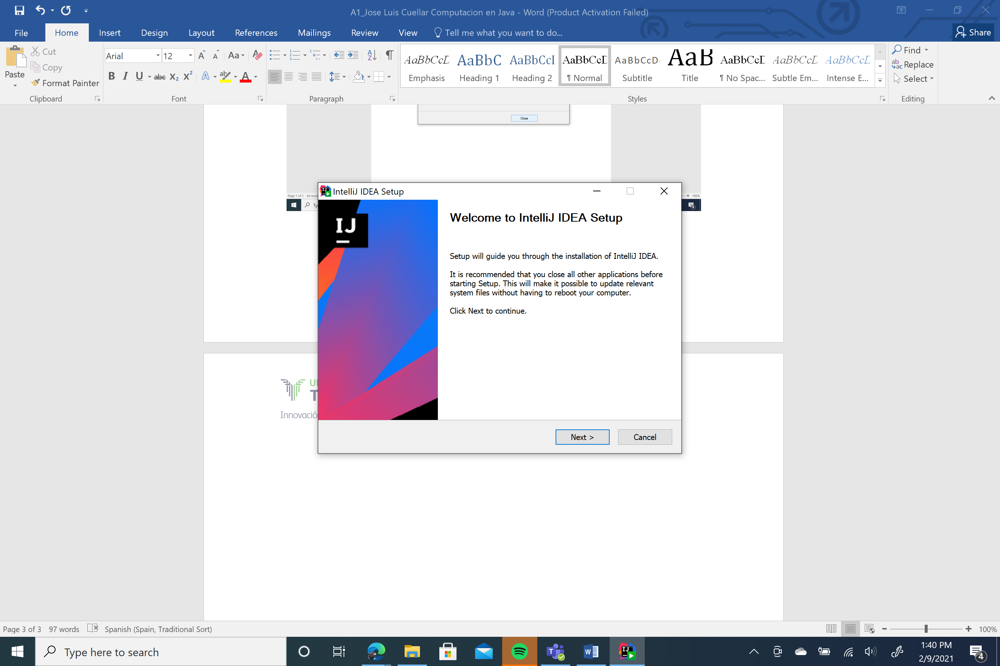 A1_Jose Luis Cuellar Computacion en Java - Word (Product Activation Failed)
File Home Insert Design Layout References Mailings Review View Tell me what you want to do... Share
Paste Cut
Copy
Format Painter
Clipboard
Arial 12
Font
Paragraph
AaBbCcD AaBbC AaBbCcI AaBbCcD AaBbCcD AaB AaBbCcD AaBbCcD AaBbCcD
Emphasis Heading 1 Heading 2 ¶ Normal Subtitle Title ¶ No Spac... Subtle Em... Intense E...
Styles
Find
Replace
Select
Editing
Close
Page 1 of 1 64 word
100%
4
IntelliJ IDEA Setup
IJ
Welcome to IntelliJ IDEA Setup
Setup will guide you through the installation of IntelliJ IDEA.
It is recommended that you close all other applications before
starting Setup. This will make it possible to update relevant
system files without having to reboot your computer.
Click Next to continue.
Next > Cancel
Innovació
Page 3 of 3 97 words Spanish (Spain, Traditional Sort) 100%
Type here to search
1:40 PM
2/9/2021
4